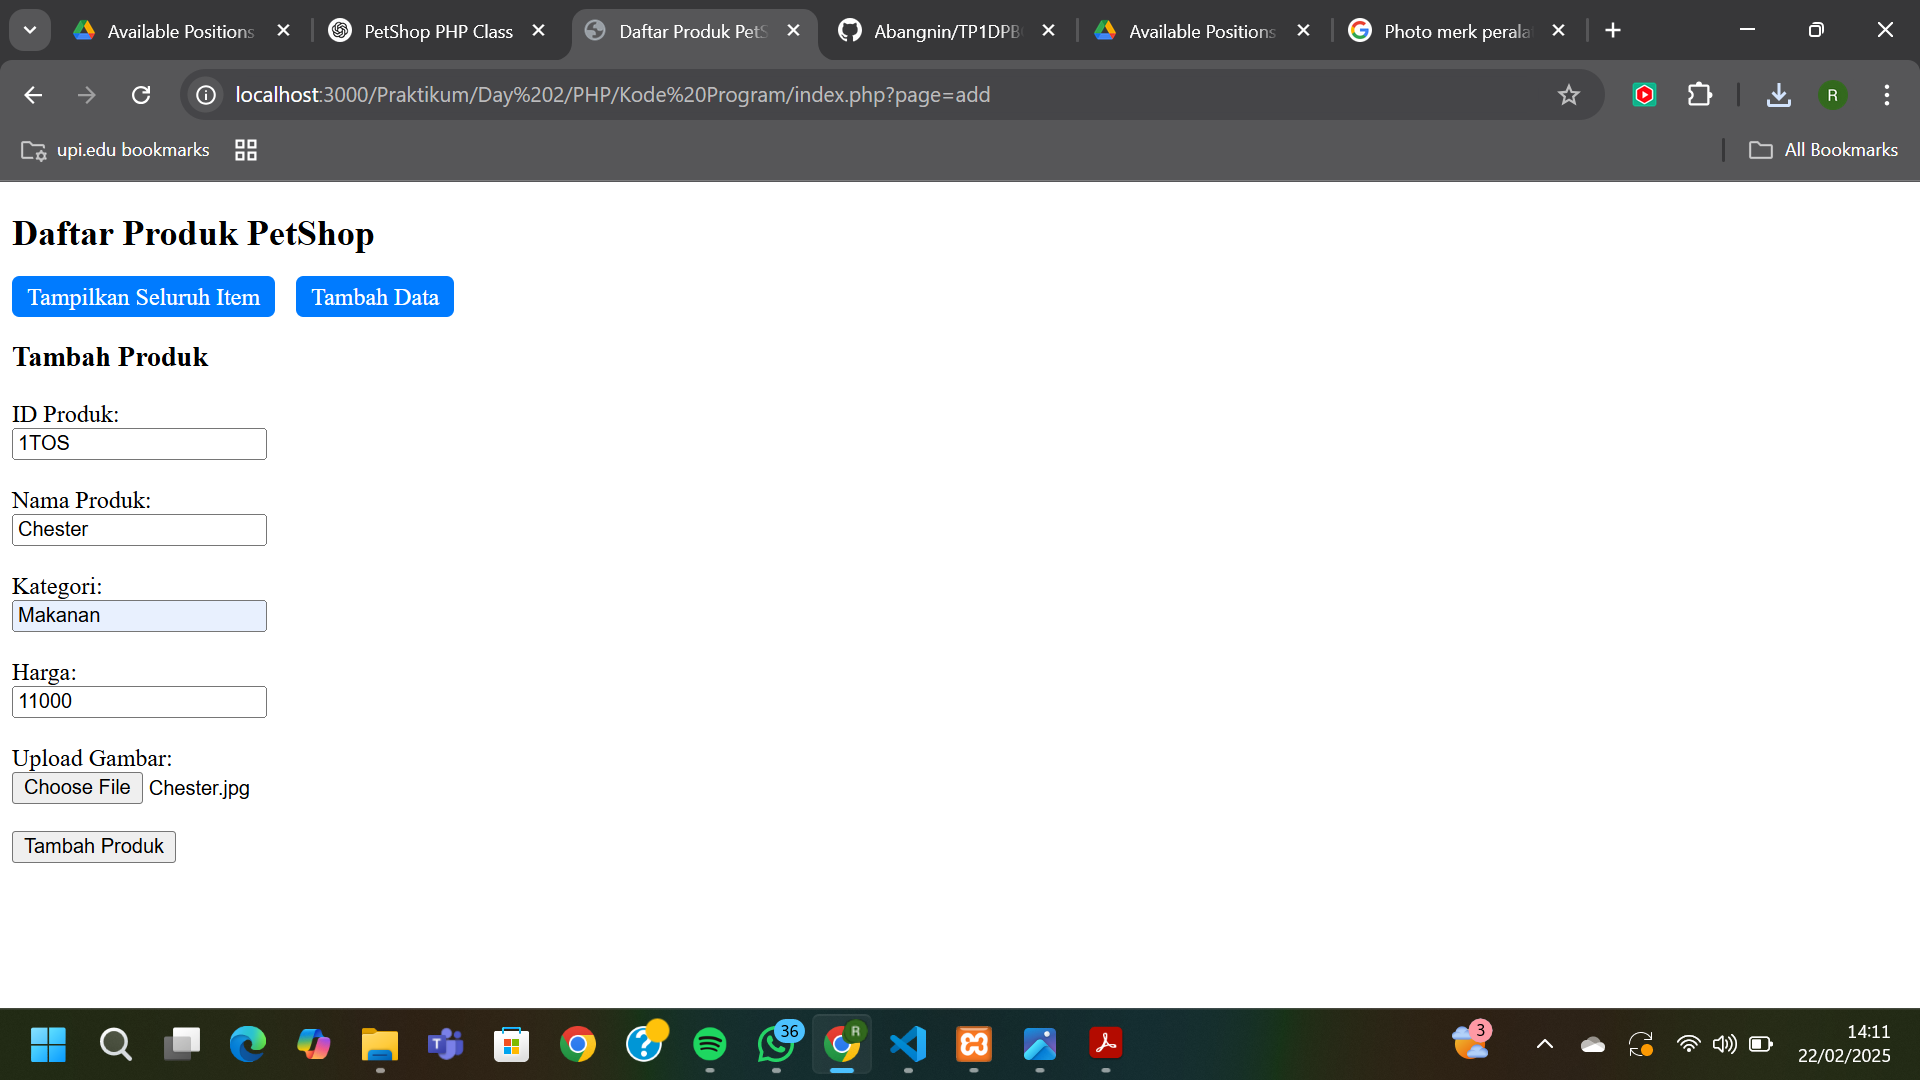 Available Positions
PetShop PHP Class
Daftar Produk PetS
Abangnin/TP1DPB
Available Positions
Photo merk perala
localhost:3000/Praktikum/Day%202/PHP/Kode%20Program/index.php?page=add
R
upi.edu bookmarks
All Bookmarks
Daftar Produk PetShop
Tampilkan Seluruh Item
Tambah Data
Tambah Produk
ID Produk:
1TOS
Nama Produk:
Chester
Kategori:
Makanan
Harga:
11000
Upload Gambar:
Choose File Chester.jpg
Tambah Produk
36
R
3
14:11
22/02/2025